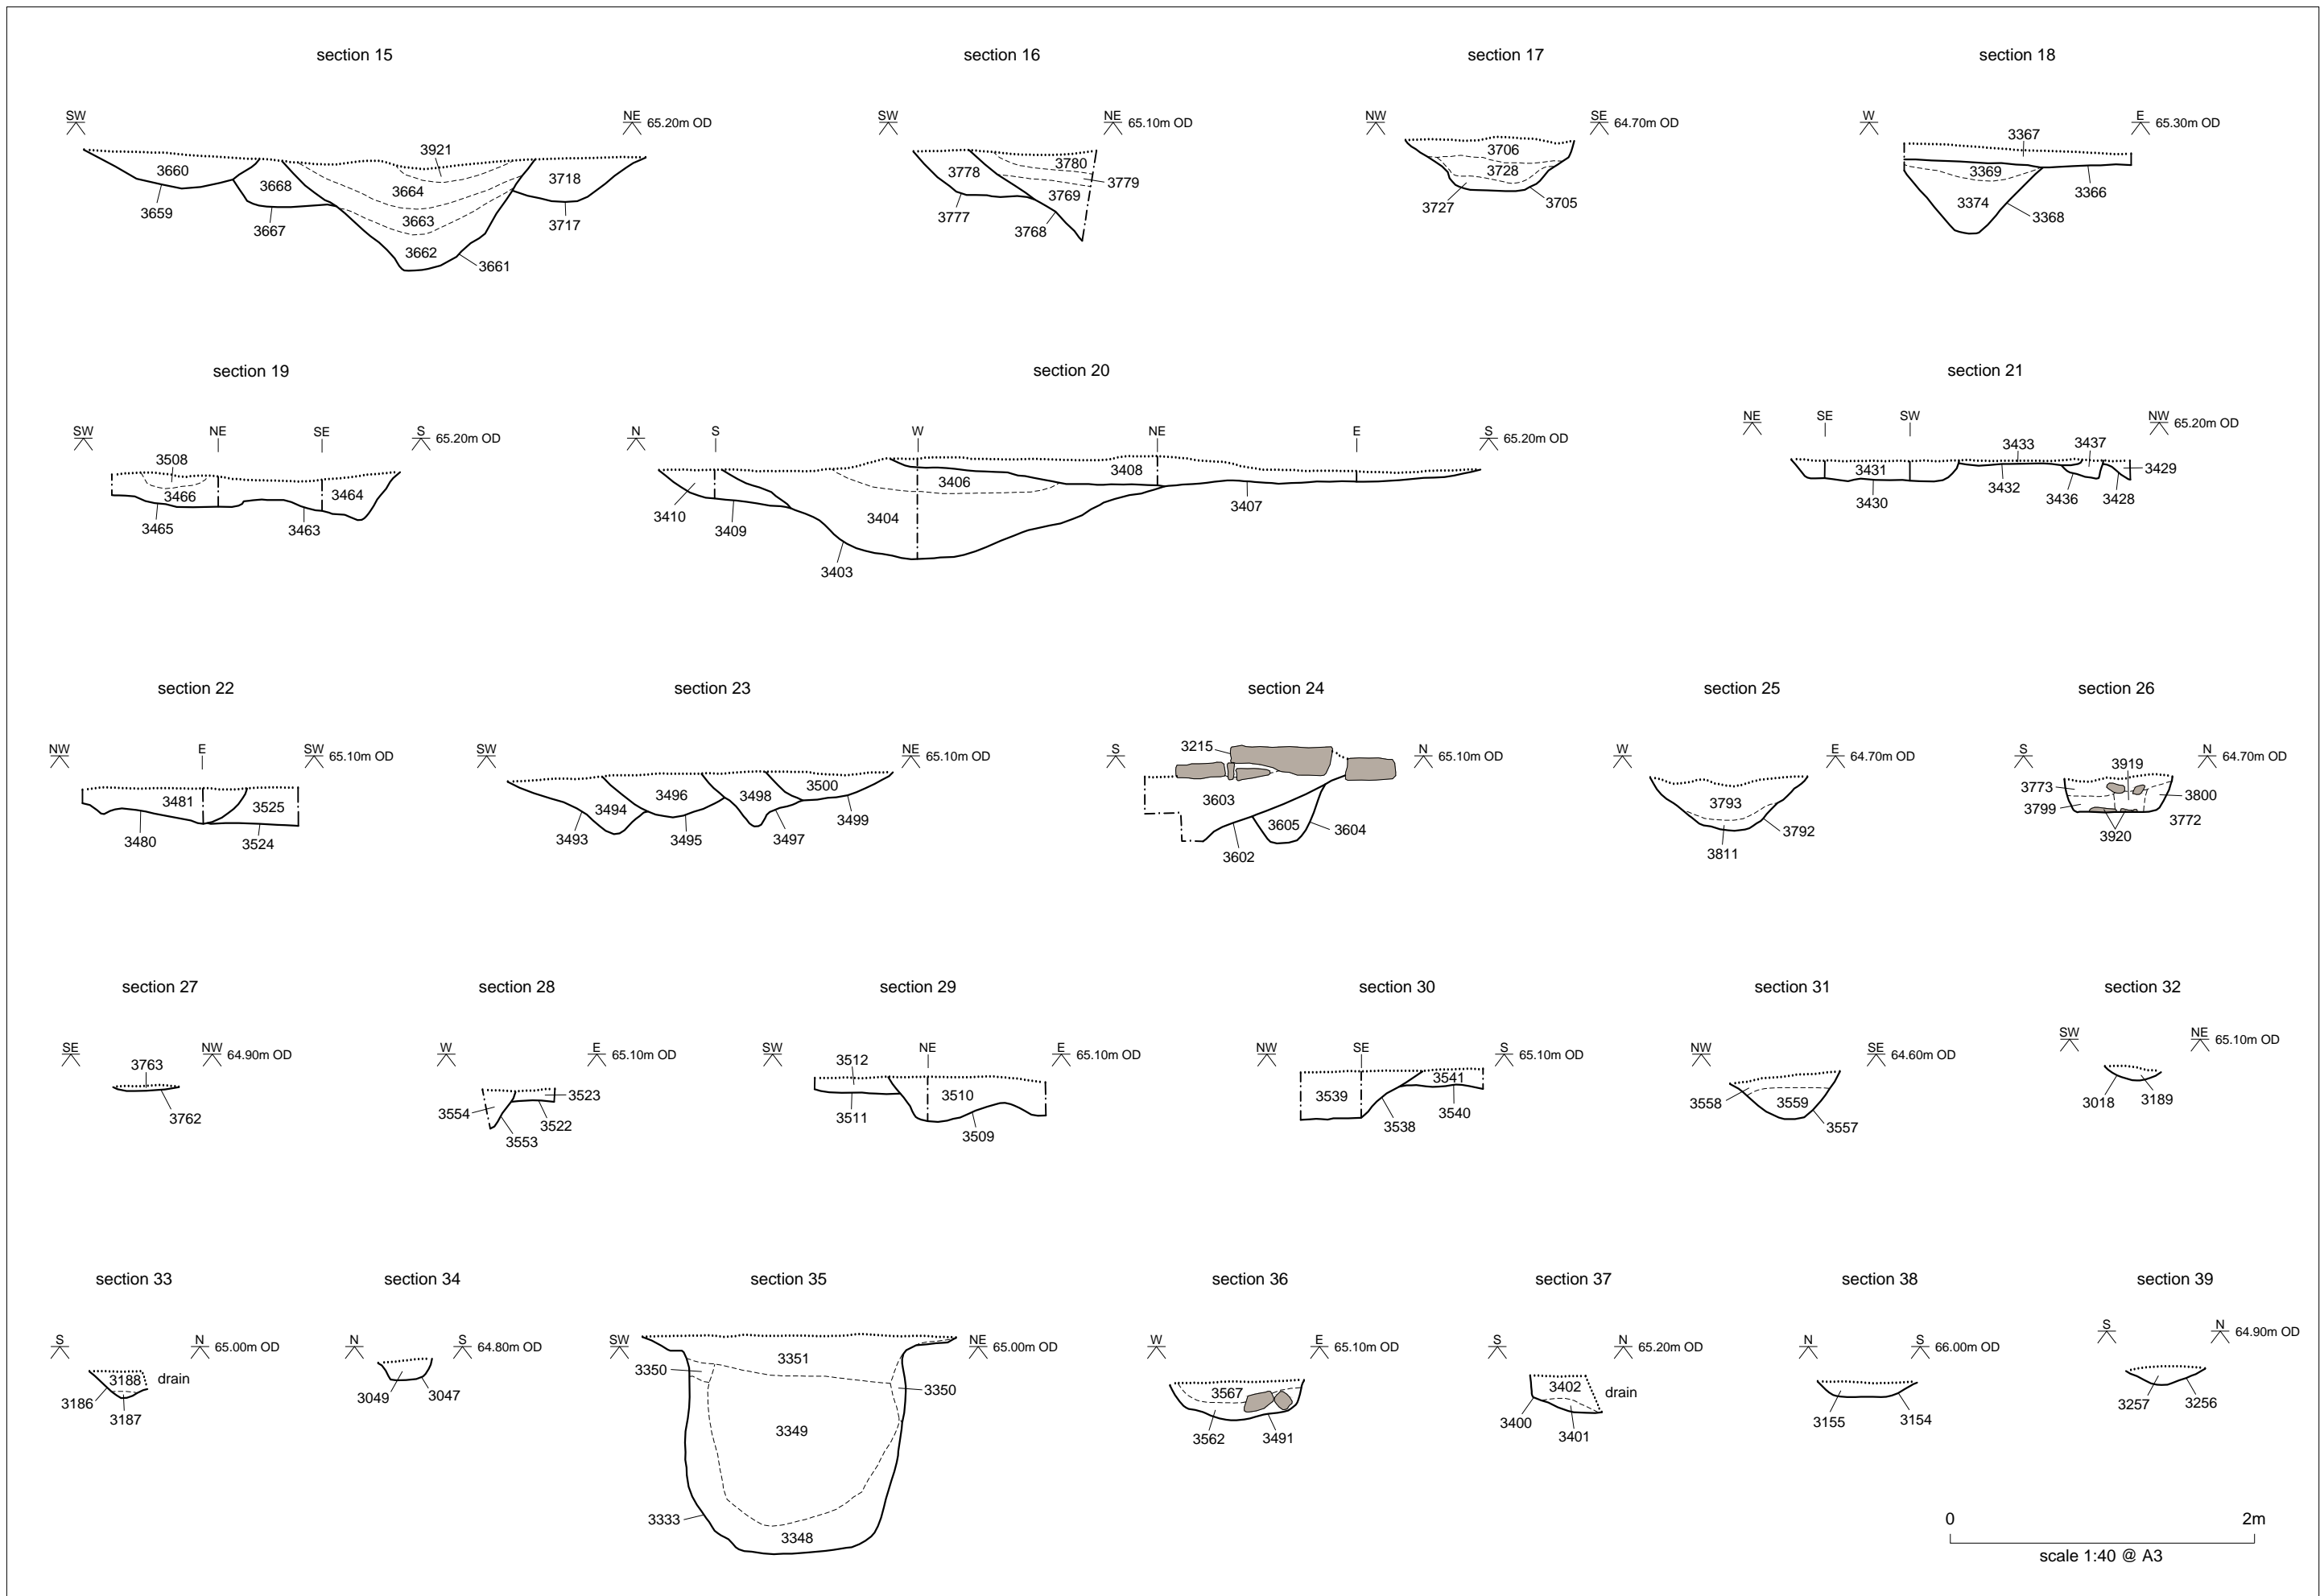 section 15
SW
NE 65.20m OD
3921
3660
3668
3664
3718
3659
3663
3667
3717
3662
3661
section 16
SW
NE 65.10m OD
3780
3778
3779
3769
3777
3768
section 17
NW
SE 64.70m OD
3706
3728
3727
3705
section 18
W
E 65.30m OD
3367
3369
3366
3374
3368
section 19
SW
NE
SE
S 65.20m OD
3508
3466
3464
3465
3463
section 20
N
S
W
NE
E
S 65.20m OD
3408
3406
3410
3404
3409
3407
3403
section 21
NE
SE
SW
NW 65.20m OD
3433
3437
3431
3429
3430
3432
3436
3428
section 22
NW
E
SW 65.10m OD
3481
3525
3480
3524
section 23
SW
NE 65.10m OD
3500
3494
3496
3498
3499
3493
3495
3497
section 24
S
N 65.10m OD
3215
3603
3605
3604
3602
section 25
W
E 64.70m OD
3793
3792
3811
section 26
S
N 64.70m OD
3919
3773
3800
3799
3772
3920
section 27
SE
NW 64.90m OD
3763
3762
section 28
W
E 65.10m OD
3523
3554
3522
3553
section 29
SW
NE
E 65.10m OD
3512
3510
3511
3509
section 30
NW
SE
S 65.10m OD
3541
3539
3538
3540
section 31
NW
SE 64.60m OD
3558
3559
3557
section 32
SW
NE 65.10m OD
3018
3189
section 33
S
N 65.00m OD
3188
drain
3186
3187
section 34
N
S 64.80m OD
3049
3047
section 35
SW
NE 65.00m OD
3351
3350
3350
3349
3333
3348
section 36
W
E 65.10m OD
3567
3562
3491
section 37
S
N 65.20m OD
3402
drain
3400
3401
section 38
N
S 66.00m OD
3155
3154
section 39
S
N 64.90m OD
3257
3256
0
2m
scale 1:40 @ A3